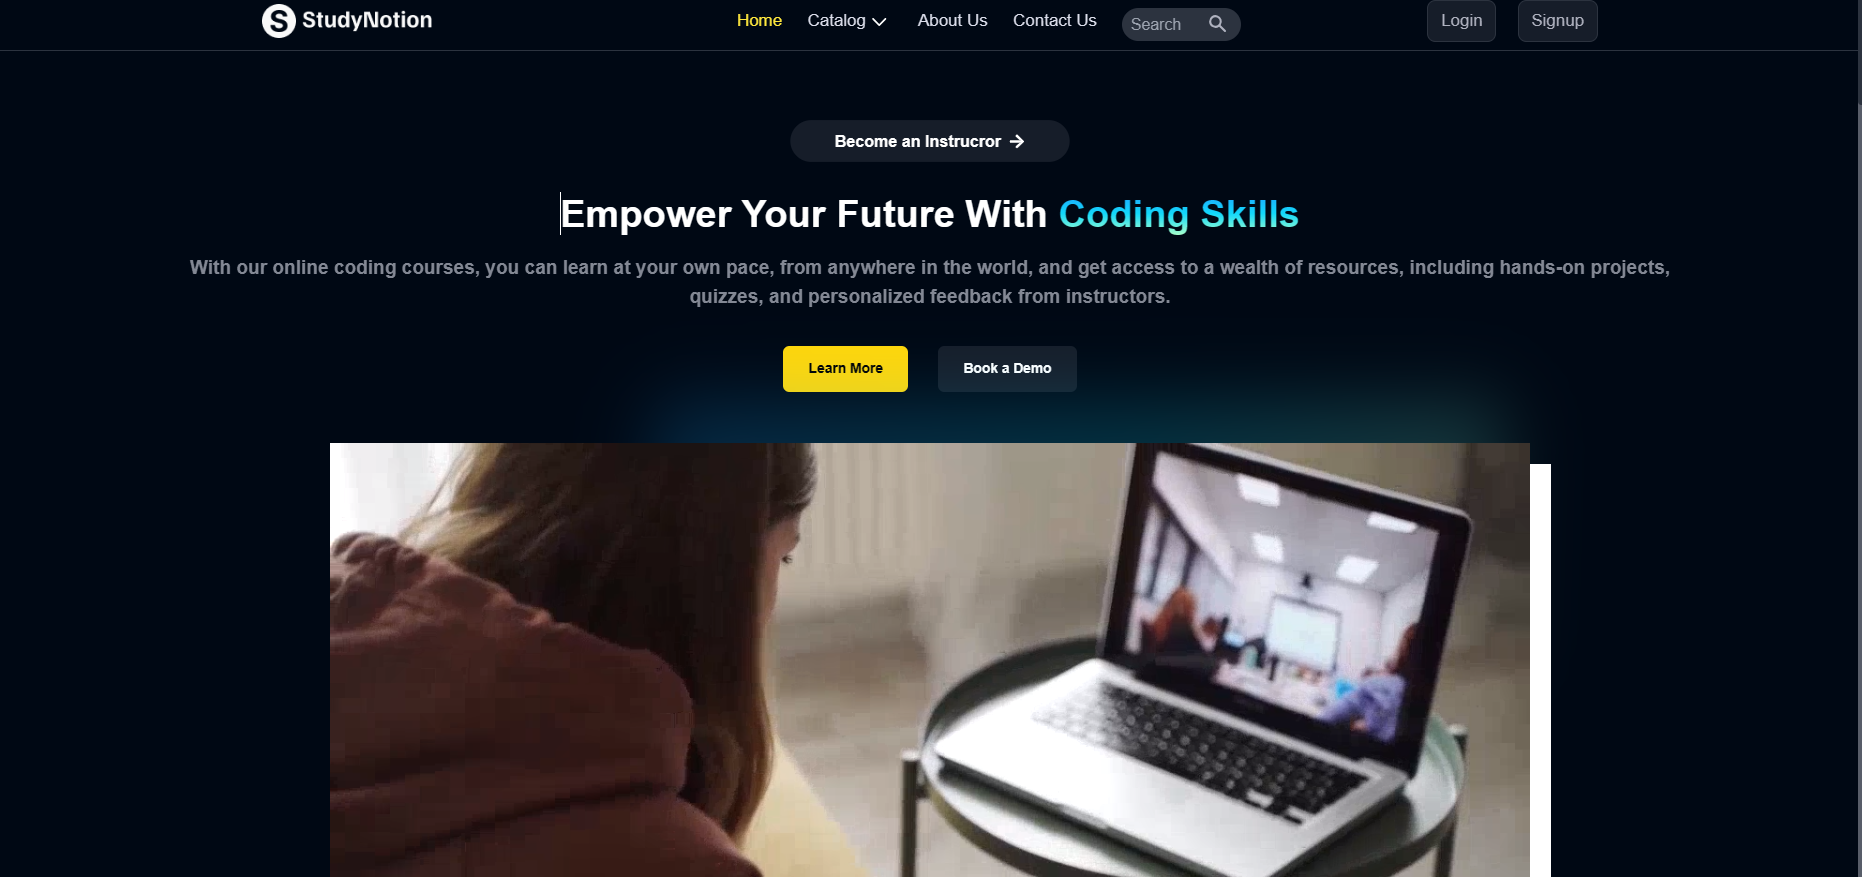 StudyNotion
Home
Catalog
About Us
Contact Us
Search
Login
Signup
Become an Instrucror
Empower Your Future With Coding Skills
With our online coding courses, you can learn at your own pace, from anywhere in the world, and get access to a wealth of resources, including hands-on projects,
quizzes, and personalized feedback from instructors.
Learn More
Book a Demo